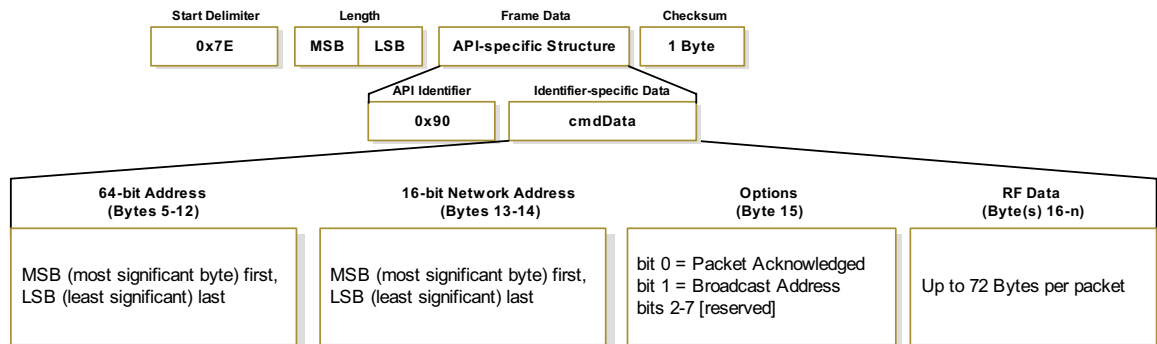 Start Delimiter
Length
Frame Data
Checksum
0x7E
MSB
LSB
API-specific Structure
1 Byte
API Identifier
Identifier-specific Data
0x90
cmdData
64-bit Address
(Bytes 5-12)
16-bit Network Address
(Bytes 13-14)
Options
(Byte 15)
RF Data
(Byte(s) 16-n)
MSB (most significant byte) first,
LSB (least significant) last
MSB (most significant byte) first,
LSB (least significant) last
bit 0 = Packet Acknowledged
bit 1 = Broadcast Address
bits 2-7 [reserved]
Up to 72 Bytes per packet